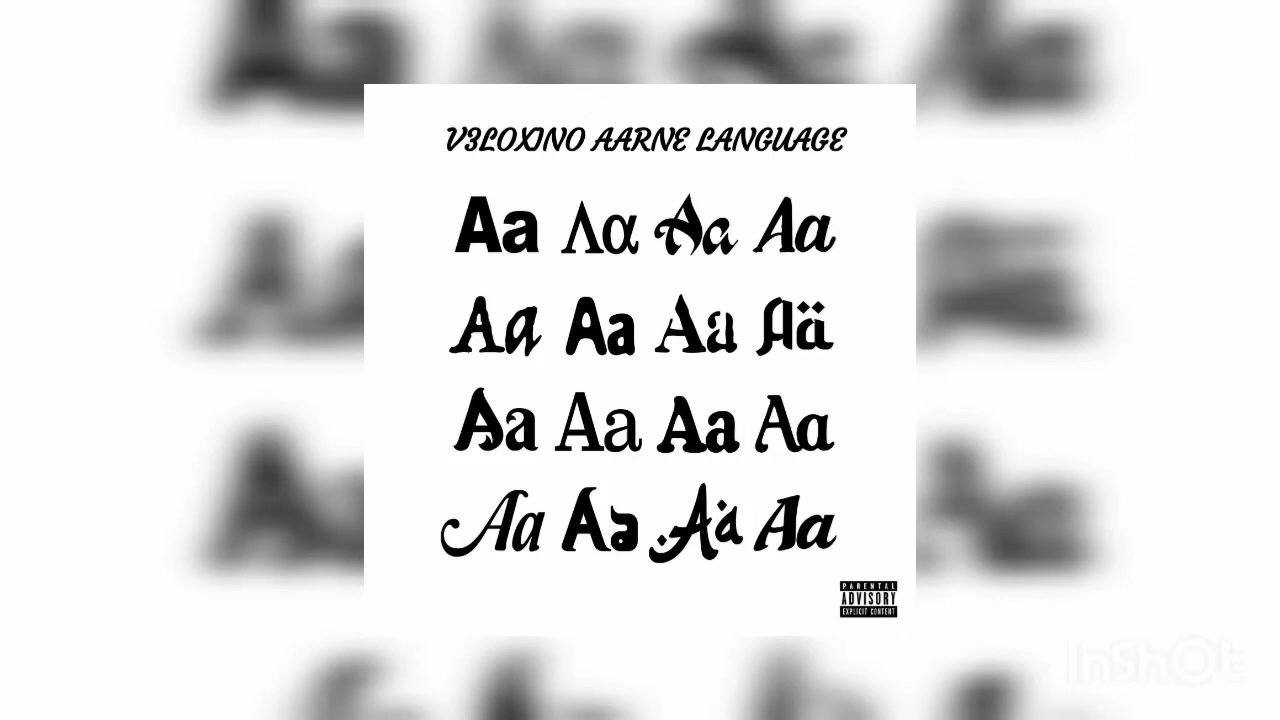 V3LOXINO AARNE LANGUAGE
Aa Λα Aa Aa
Aa Aa Aa Aä
Aa Aa Aa Aa
Aa Aa Aa Aa
PARENTAL
ADVISORY
EXPLICIT CONTENT
InShOt